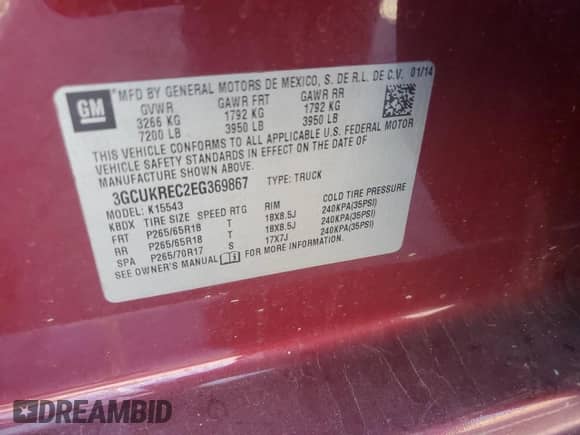 GM
MFD BY GENERAL MOTORS DE MEXICO, S. DE R.L. DE C.V. 01/14
GVWR GAWR FRT GAWR RR
3266 KG 1792 KG 1792 KG
7200 LB 3950 LB 3950 LB
THIS VEHICLE CONFORMS TO ALL APPLICABLE U.S. FEDERAL MOTOR
VEHICLE SAFETY STANDARDS IN EFFECT ON THE DATE OF
MANUFACTURE SHOWN ABOVE.
3GCUKREC2EG369867 TYPE: TRUCK
MODEL: K15543
KBDX TIRE SIZE SPEED RTG RIM COLD TIRE PRESSURE
FRT P265/65R18 T 18X8.5J 240KPA(35PSI)
RR P265/65R18 T 18X8.5J 240KPA(35PSI)
SPA P265/70R17 S 17X7J 240KPA(35PSI)
SEE OWNER'S MANUAL FOR MORE INFORMATION.
DREAMBID